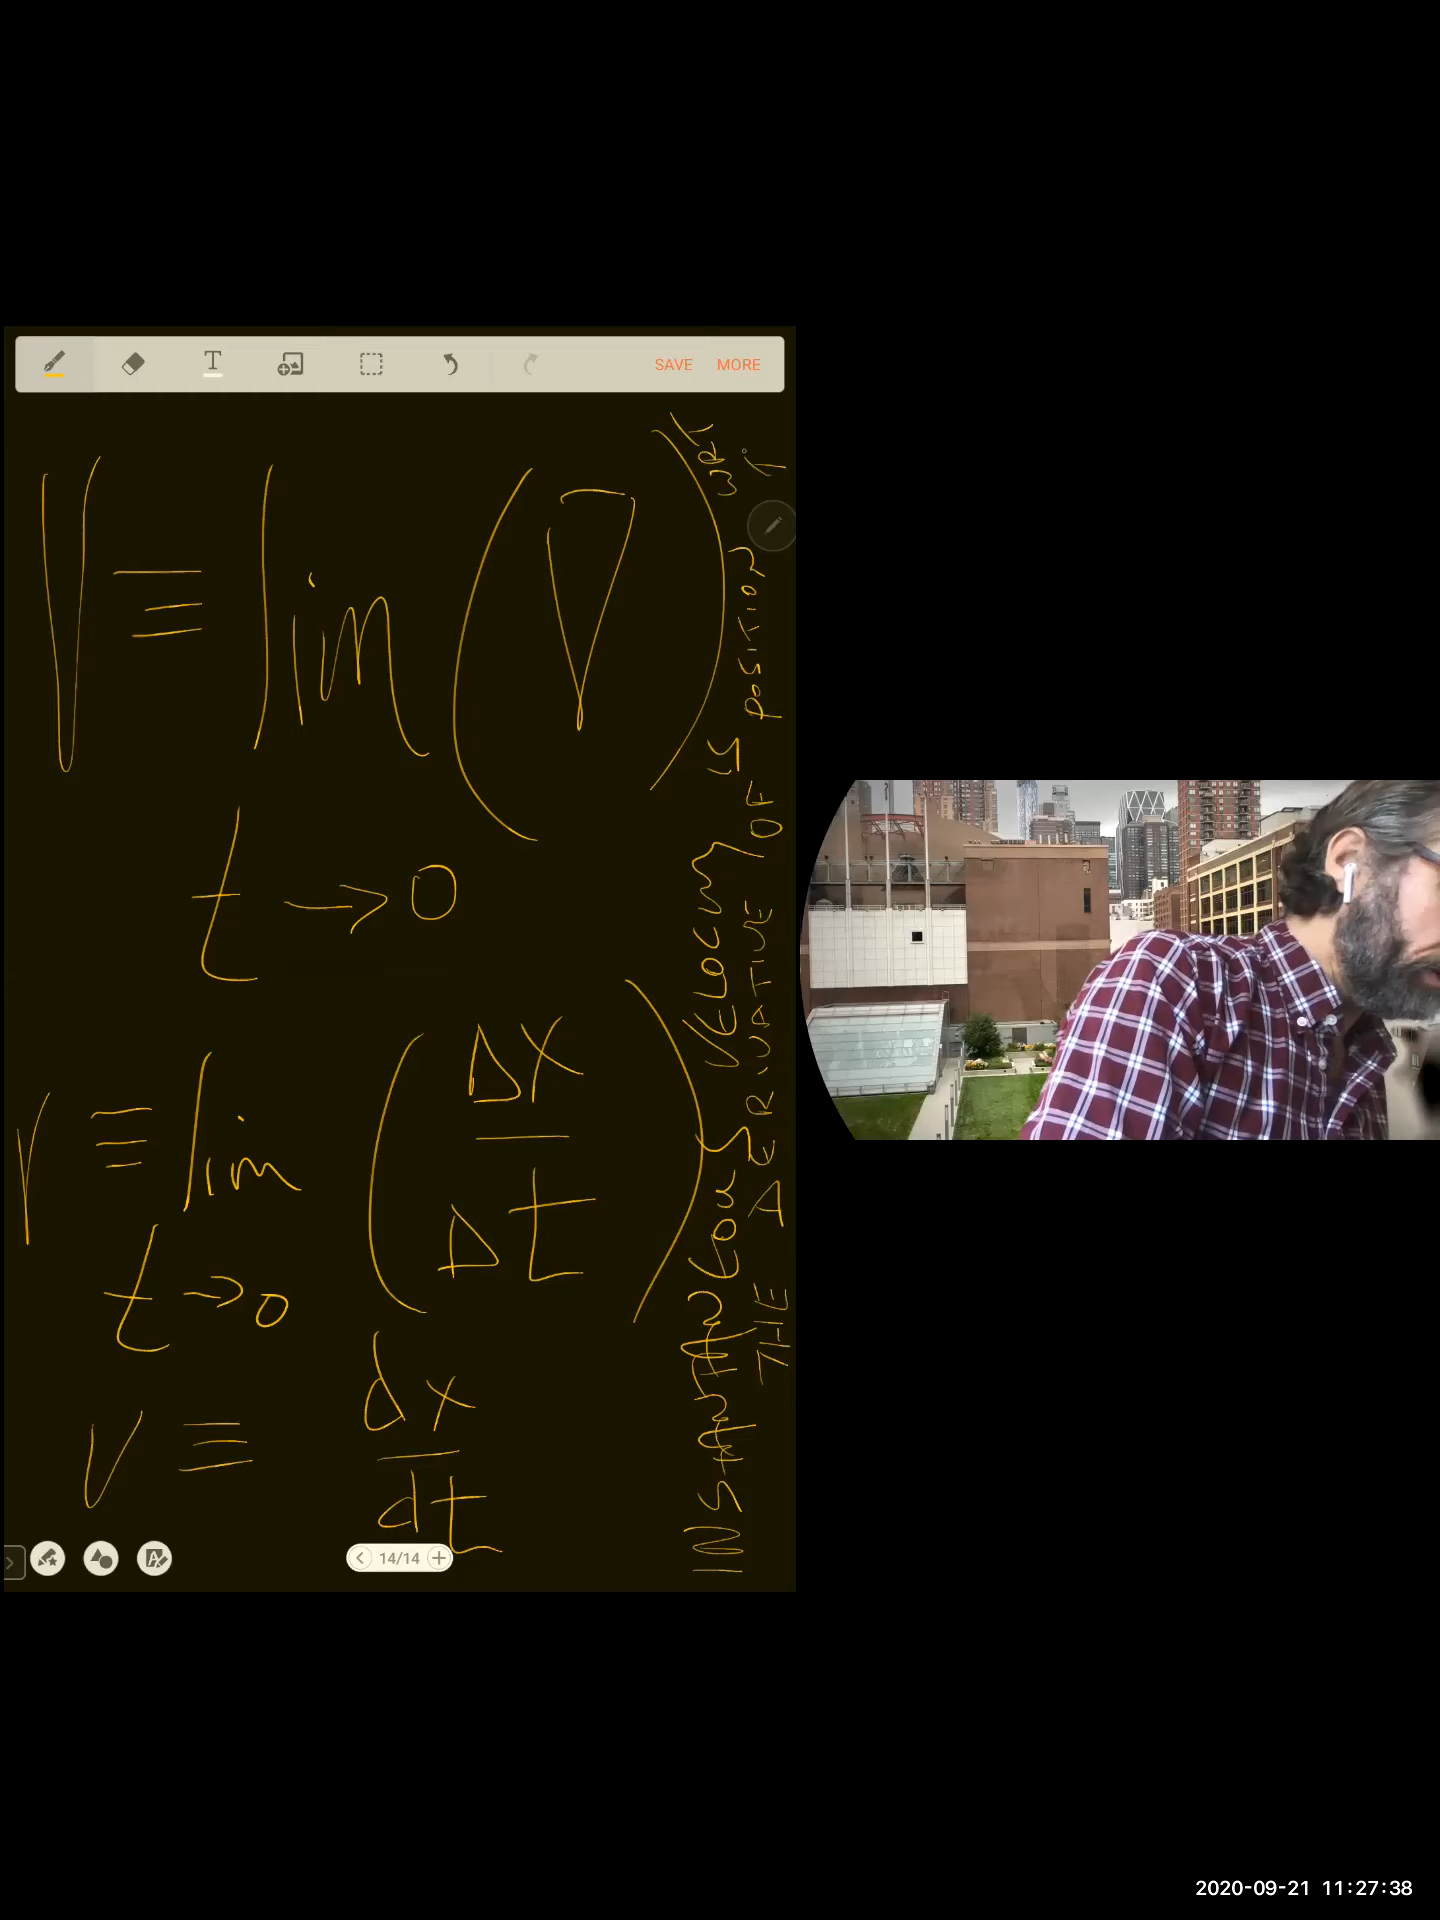 T
SAVE MORE
V ≡ lim ( V̅ )
t → 0
v ≡ lim ( Δx / Δt )
t → 0
v ≡ dx / dt
INSTANTANEOUS VELOCITY IS
THE DERIVATIVE OF POSITION WRT
t
A
14/14
2020-09-21 11:27:38